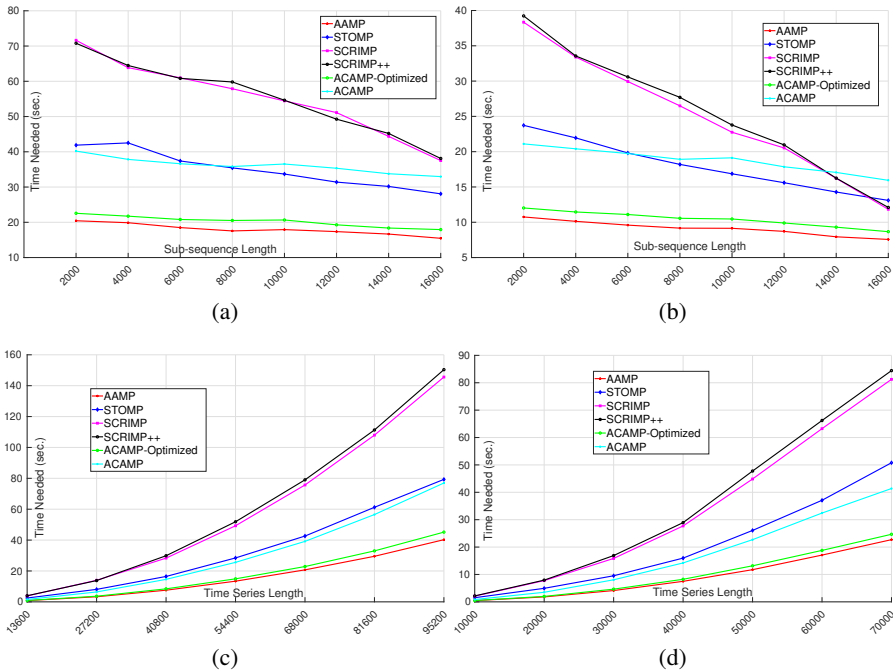 80
70
60
50
40
30
20
10
Time Needed (sec.)
AAMP
STOMP
SCRIMP
SCRIMP++
ACAMP-Optimized
ACAMP
Sub-sequence Length
2000
4000
6000
8000
10000
12000
14000
16000
(a)
40
35
30
25
20
15
10
5
Time Needed (sec.)
AAMP
STOMP
SCRIMP
SCRIMP++
ACAMP-Optimized
ACAMP
Sub-sequence Length
2000
4000
6000
8000
10000
12000
14000
16000
(b)
160
140
120
100
80
60
40
20
0
Time Needed (sec.)
AAMP
STOMP
SCRIMP
SCRIMP++
ACAMP-Optimized
ACAMP
Time Series Length
13600
27200
40800
54400
68000
81600
95200
(c)
90
80
70
60
50
40
30
20
10
0
Time Needed (sec.)
AAMP
STOMP
SCRIMP
SCRIMP++
ACAMP-Optimized
ACAMP
Time Series Length
10000
20000
30000
40000
50000
60000
70000
(d)